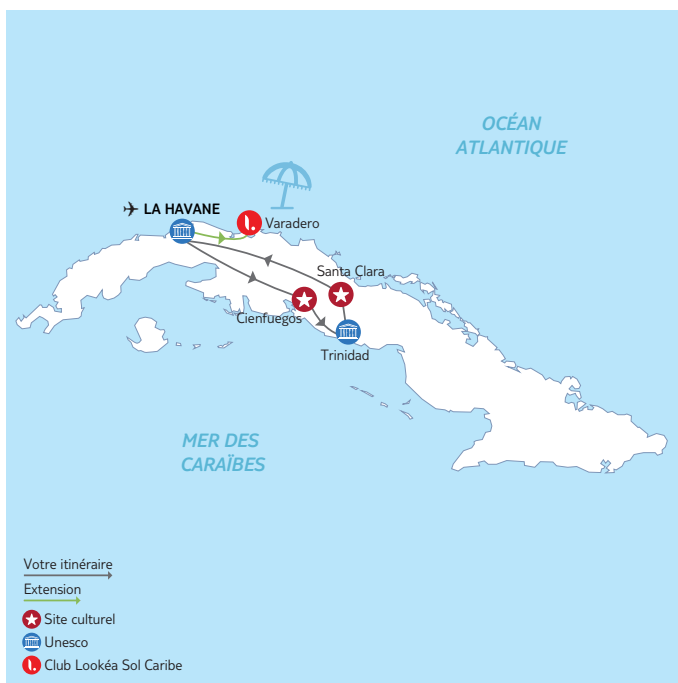 OCÉAN
ATLANTIQUE
LA HAVANE
Varadero
Santa Clara
Cienfuegos
Trinidad
MER DES
CARAÏBES
Votre itinéraire
Extension
Site culturel
Unesco
Club Lookéa Sol Caribe